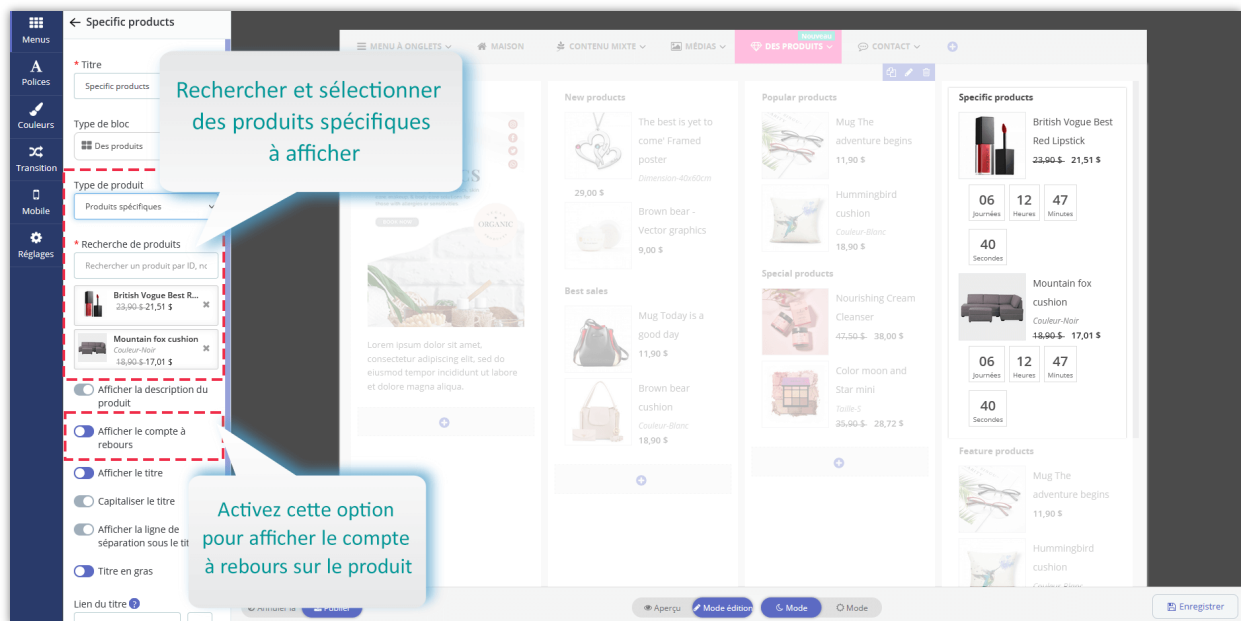 Menus
Polices
Couleurs
Transition
Mobile
Réglages
Specific products
* Titre
Specific products
Type de bloc
Des produits
Type de produit
Produits spécifiques
* Recherche de produits
Rechercher un produit par ID, nc
British Vogue Best R...
23,90 $ 21,51 $
Mountain fox cushion
Couleur-Noir
18,90 $ 17,01 $
Afficher la description du
produit
Afficher le compte à
rebours
Afficher le titre
Capitaliser le titre
Afficher la ligne de
séparation sous le tit
Titre en gras
Lien du titre ?
Rechercher et sélectionner
des produits spécifiques
à afficher
Activez cette option
pour afficher le compte
à rebours sur le produit
MENU À ONGLETS
MAISON
CONTENU MIXTE
MÉDIAS
Nouveau
DES PRODUITS
CONTACT
ORGANIC
Lorem ipsum dolor sit amet,
consectetur adipiscing elit, sed do
eiusmod tempor incididunt ut labore
et dolore magna aliqua.
New products
The best is yet to
come' Framed
poster
Dimension-40x60cm
29,00 $
Brown bear -
Vector graphics
9,00 $
Best sales
Mug Today is a
good day
11,90 $
Brown bear
cushion
Couleur-Blanc
18,90 $
Popular products
Mug The
adventure begins
11,90 $
Hummingbird
cushion
Couleur-Blanc
18,90 $
Special products
Nourishing Cream
Cleanser
47,50 $ 38,00 $
Color moon and
Star mini
Taille-S
35,90 $ 28,72 $
Specific products
British Vogue Best
Red Lipstick
23,90 $ 21,51 $
06 12 47
Journées Heures Minutes
40
Secondes
Mountain fox
cushion
Couleur-Noir
18,90 $ 17,01 $
06 12 47
Journées Heures Minutes
40
Secondes
Feature products
Mug The
adventure begins
11,90 $
Hummingbird
cushion
Annuler la
Publier
Aperçu
Mode édition
Mode
Mode
Enregistrer